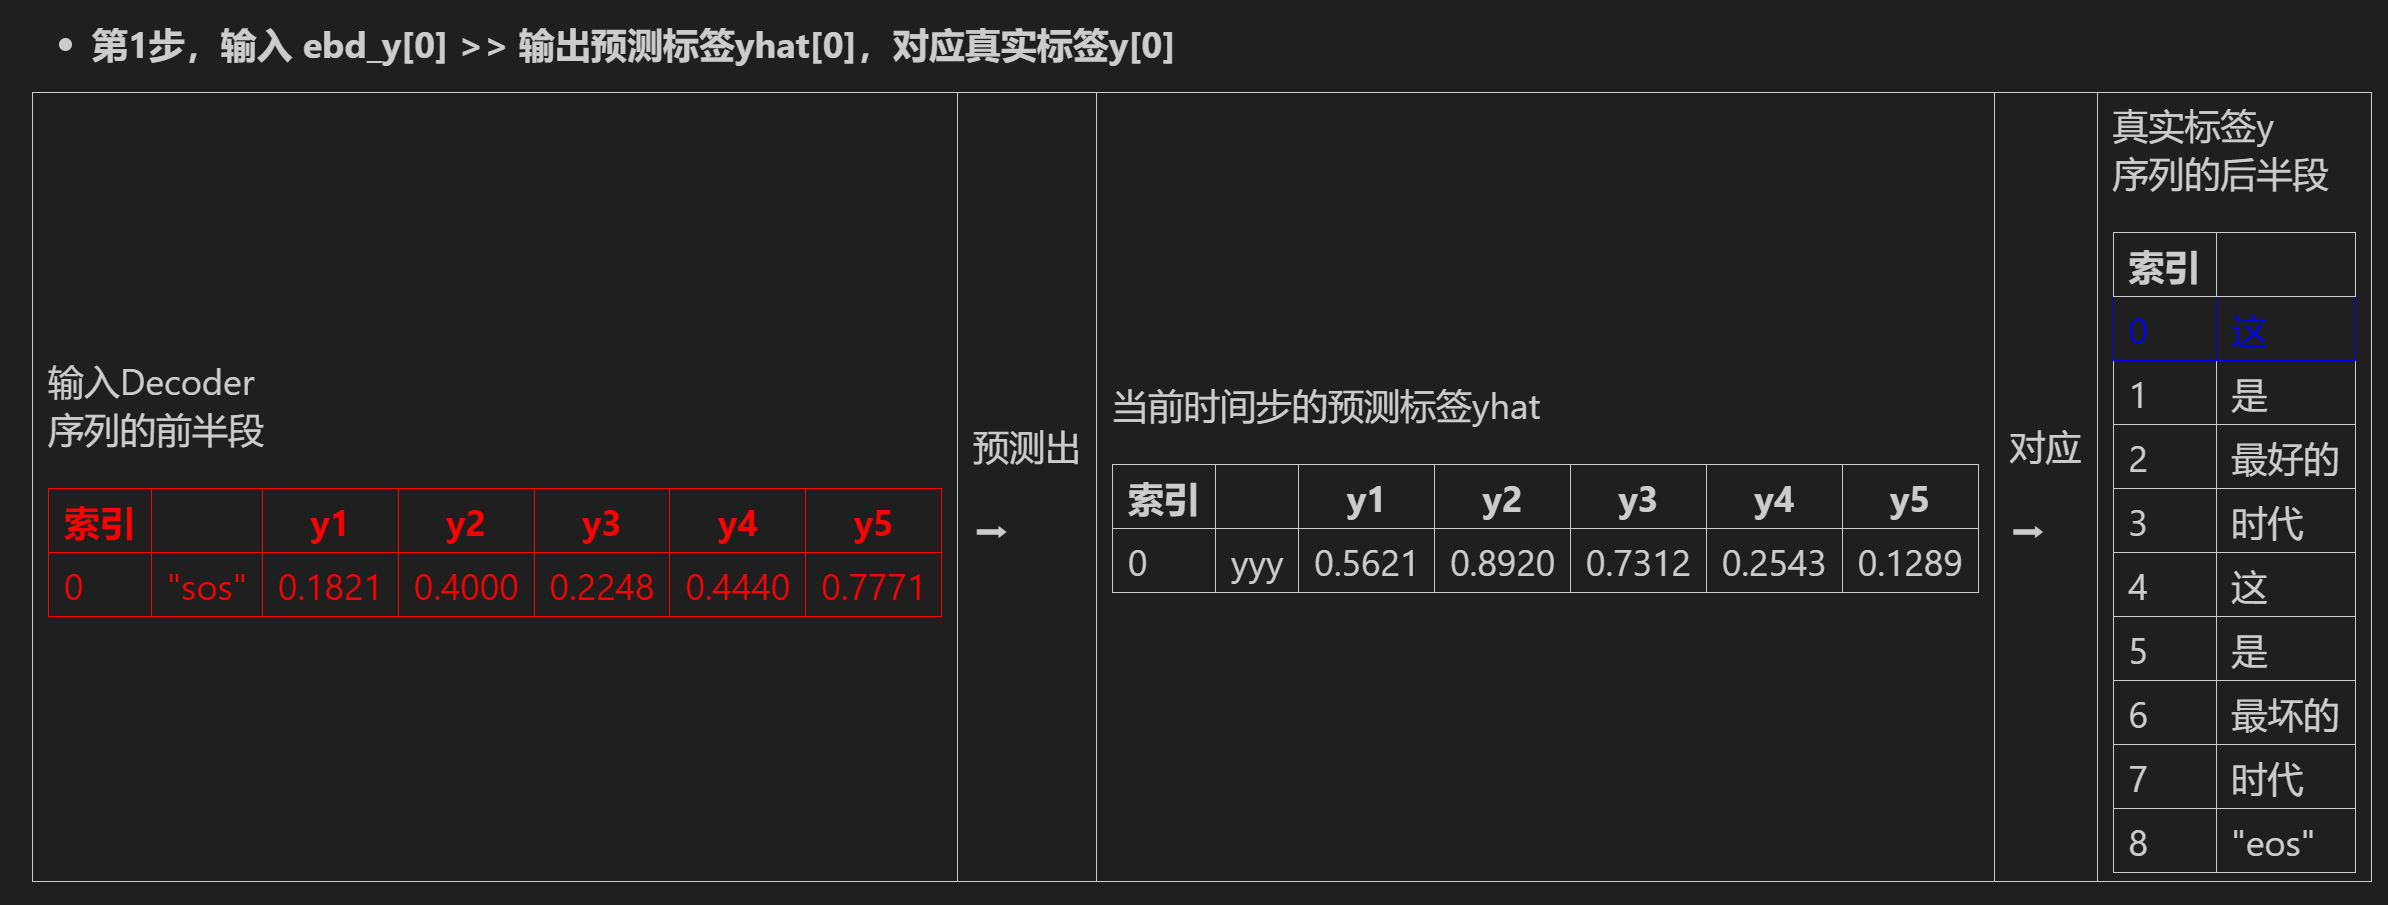 • 第1步，输入 ebd_y[0] >> 输出预测标签yhat[0]，对应真实标签y[0]
输入Decoder
序列的前半段
索引 y1 y2 y3 y4 y5
0 "sos" 0.1821 0.4000 0.2248 0.4440 0.7771
预测出
→
当前时间步的预测标签yhat
索引 y1 y2 y3 y4 y5
0 yyy 0.5621 0.8920 0.7312 0.2543 0.1289
对应
→
真实标签y
序列的后半段
索引
0 这
1 是
2 最好的
3 时代
4 这
5 是
6 最坏的
7 时代
8 "eos"